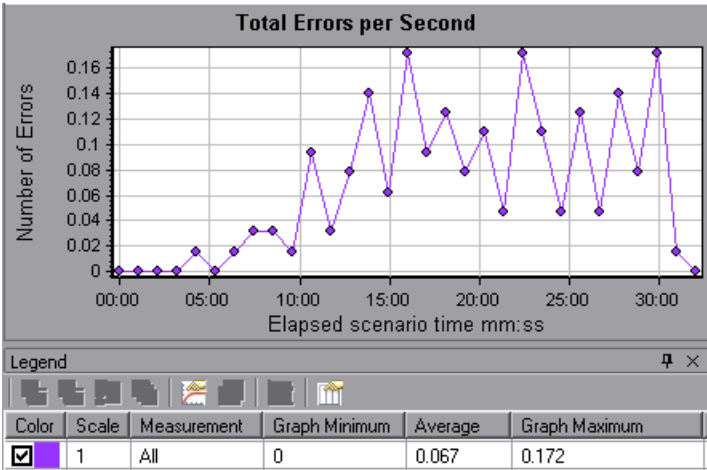 Total Errors per Second
Number of Errors
0.16
0.14
0.12
0.1
0.08
0.06
0.04
0.02
0
00:00 05:00 10:00 15:00 20:00 25:00 30:00
Elapsed scenario time mm:ss
Legend
Color Scale Measurement Graph Minimum Average Graph Maximum
1 All 0 0.067 0.172